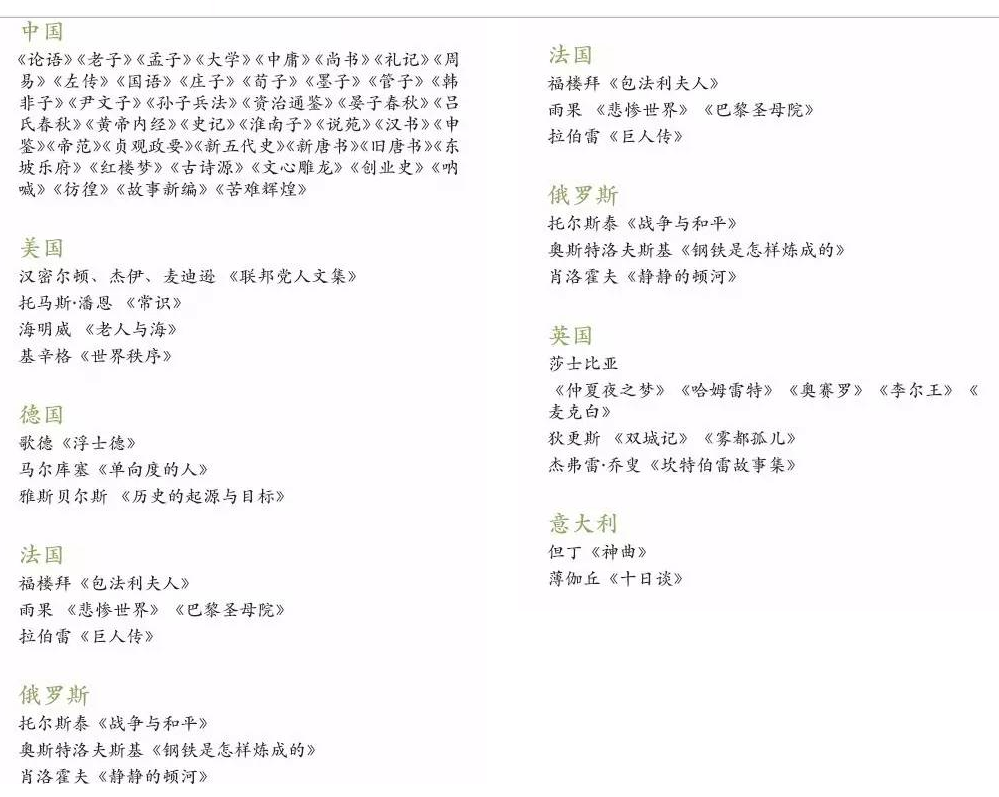 中国
《论语》《老子》《孟子》《大学》《中庸》《尚书》《礼记》《周
易》《左传》《国语》《庄子》《荀子》《墨子》《管子》《韩
非子》《尹文子》《孙子兵法》《资治通鉴》《晏子春秋》《吕
氏春秋》《黄帝内经》《史记》《淮南子》《说苑》《汉书》《申
鉴》《帝范》《贞观政要》《新五代史》《新唐书》《旧唐书》《东
坡乐府》《红楼梦》《古诗源》《文心雕龙》《创业史》《呐
喊》《彷徨》《故事新编》《苦难辉煌》
美国
汉密尔顿、杰伊、麦迪逊 《联邦党人文集》
托马斯·潘恩 《常识》
海明威 《老人与海》
基辛格《世界秩序》
德国
歌德《浮士德》
马尔库塞《单向度的人》
雅斯贝尔斯 《历史的起源与目标》
法国
福楼拜《包法利夫人》
雨果 《悲惨世界》 《巴黎圣母院》
拉伯雷《巨人传》
俄罗斯
托尔斯泰《战争与和平》
奥斯特洛夫斯基《钢铁是怎样炼成的》
肖洛霍夫《静静的顿河》
法国
福楼拜《包法利夫人》
雨果 《悲惨世界》 《巴黎圣母院》
拉伯雷《巨人传》
俄罗斯
托尔斯泰《战争与和平》
奥斯特洛夫斯基《钢铁是怎样炼成的》
肖洛霍夫《静静的顿河》
英国
莎士比亚
《仲夏夜之梦》 《哈姆雷特》 《奥赛罗》 《李尔王》 《
麦克白》
狄更斯 《双城记》 《雾都孤儿》
杰弗雷·乔叟《坎特伯雷故事集》
意大利
但丁《神曲》
薄伽丘《十日谈》